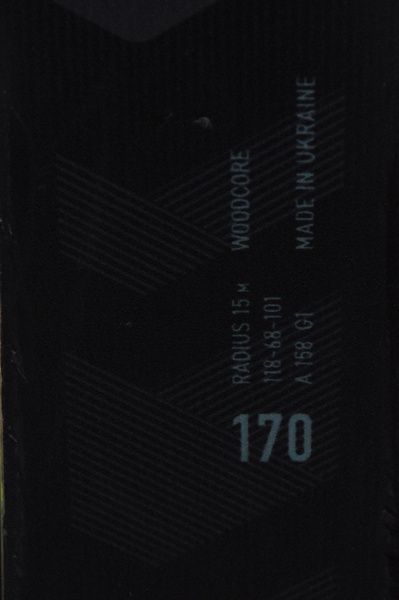 RADIUS 15 M WOODCORE
118-68-101
A 158 G1 MADE IN UKRAINE
170